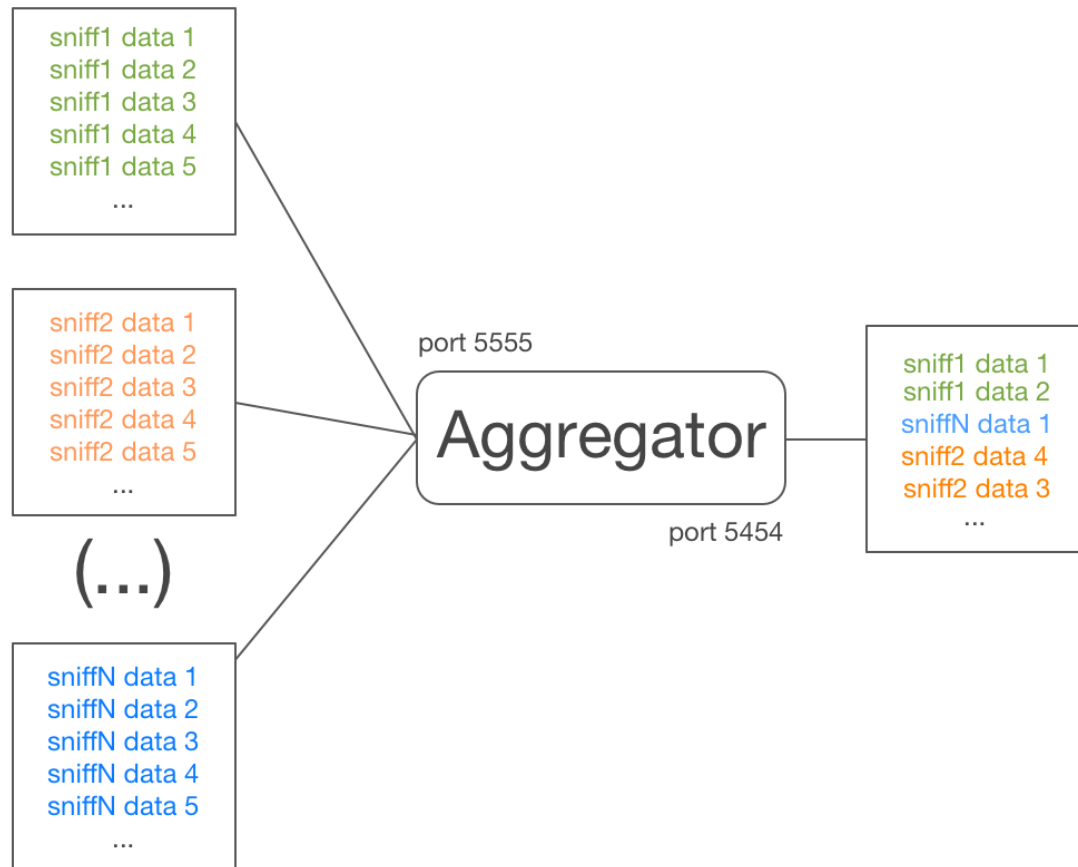 sniff1 data 1
sniff1 data 2
sniff1 data 3
sniff1 data 4
sniff1 data 5
...
sniff2 data 1
sniff2 data 2
sniff2 data 3
sniff2 data 4
sniff2 data 5
...
(...)
sniffN data 1
sniffN data 2
sniffN data 3
sniffN data 4
sniffN data 5
...
port 5555
Aggregator
port 5454
sniff1 data 1
sniff1 data 2
sniffN data 1
sniff2 data 4
sniff2 data 3
...